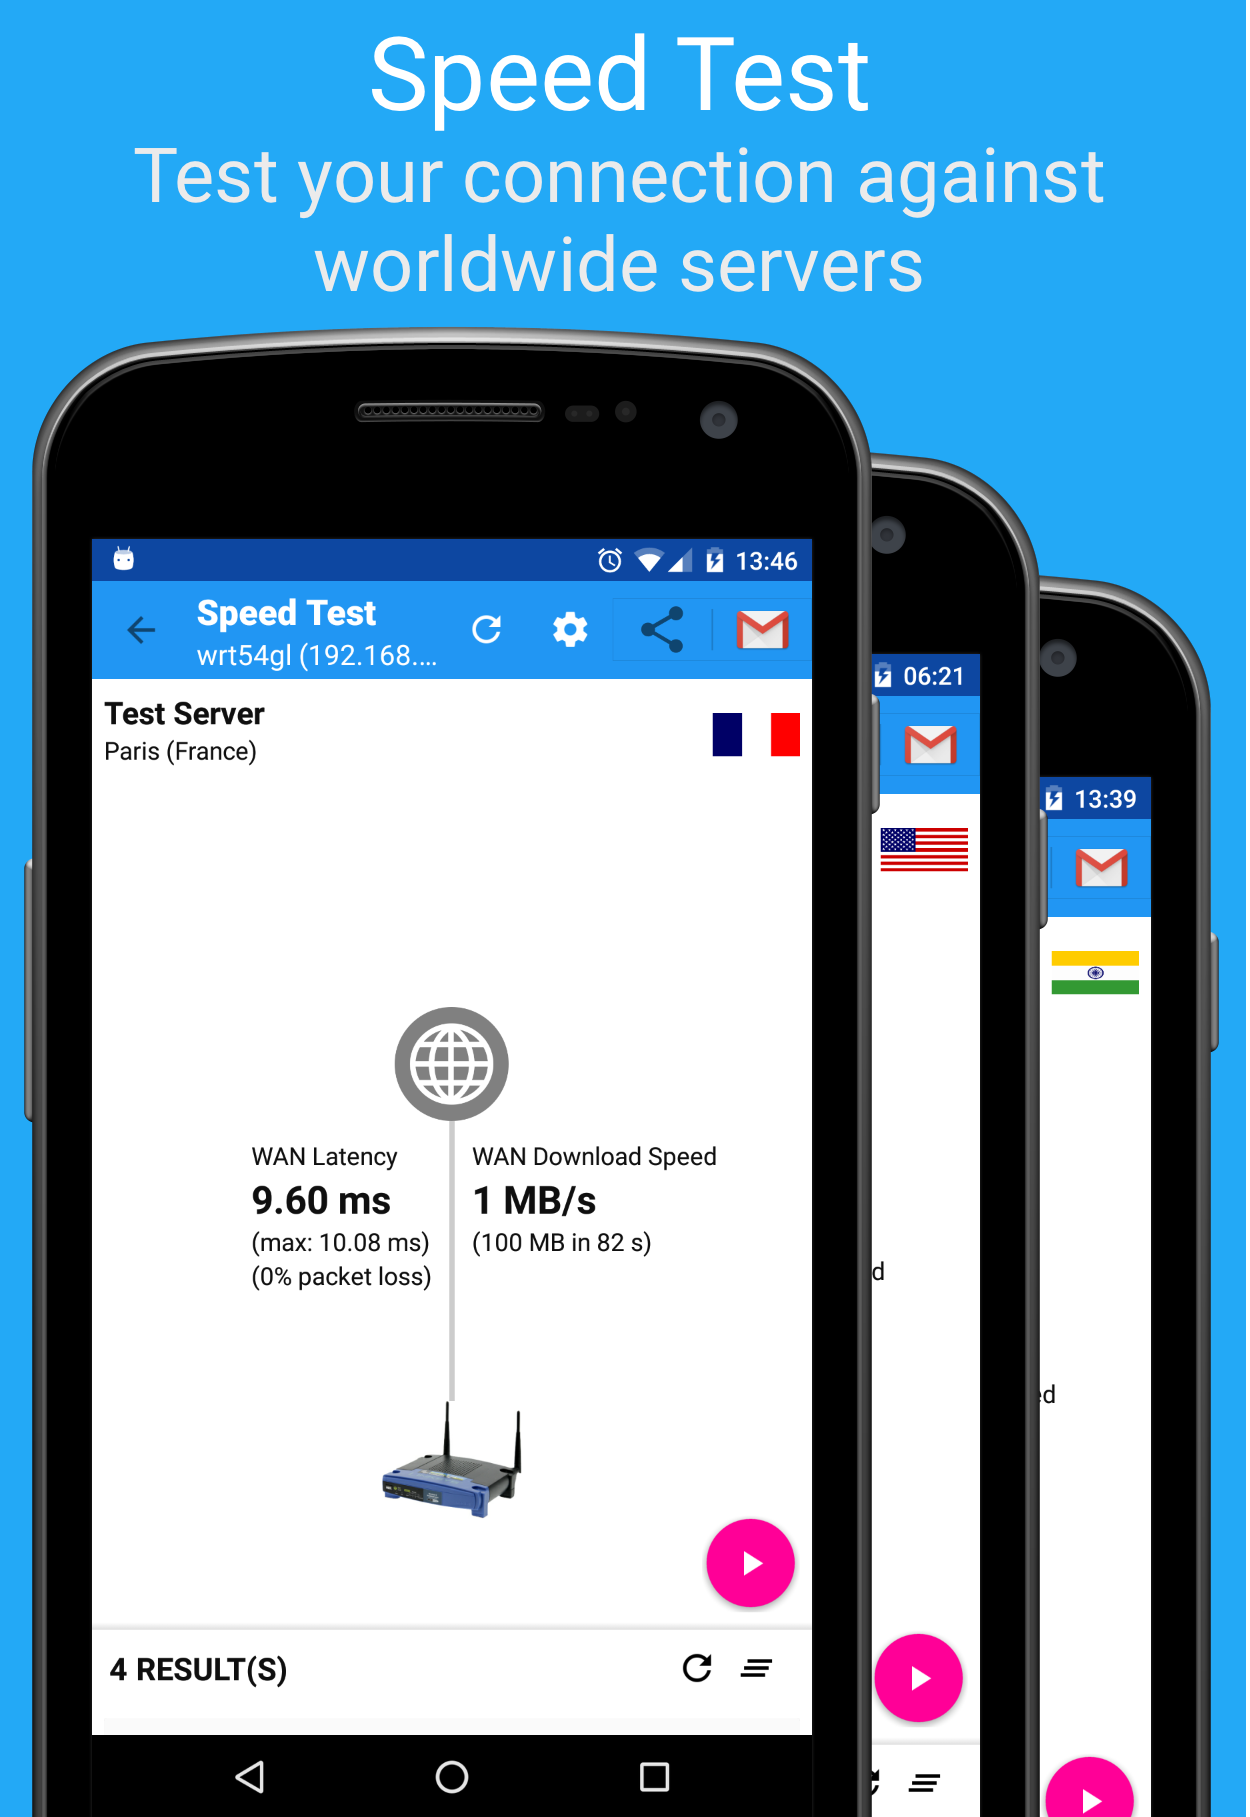 Speed Test
Test your connection against
worldwide servers
13:46
Speed Test
wrt54gl (192.168....
Test Server
Paris (France)
WAN Latency
9.60 ms
(max: 10.08 ms)
(0% packet loss)
WAN Download Speed
1 MB/s
(100 MB in 82 s)
4 RESULT(S)
06:21
d
13:39
ed